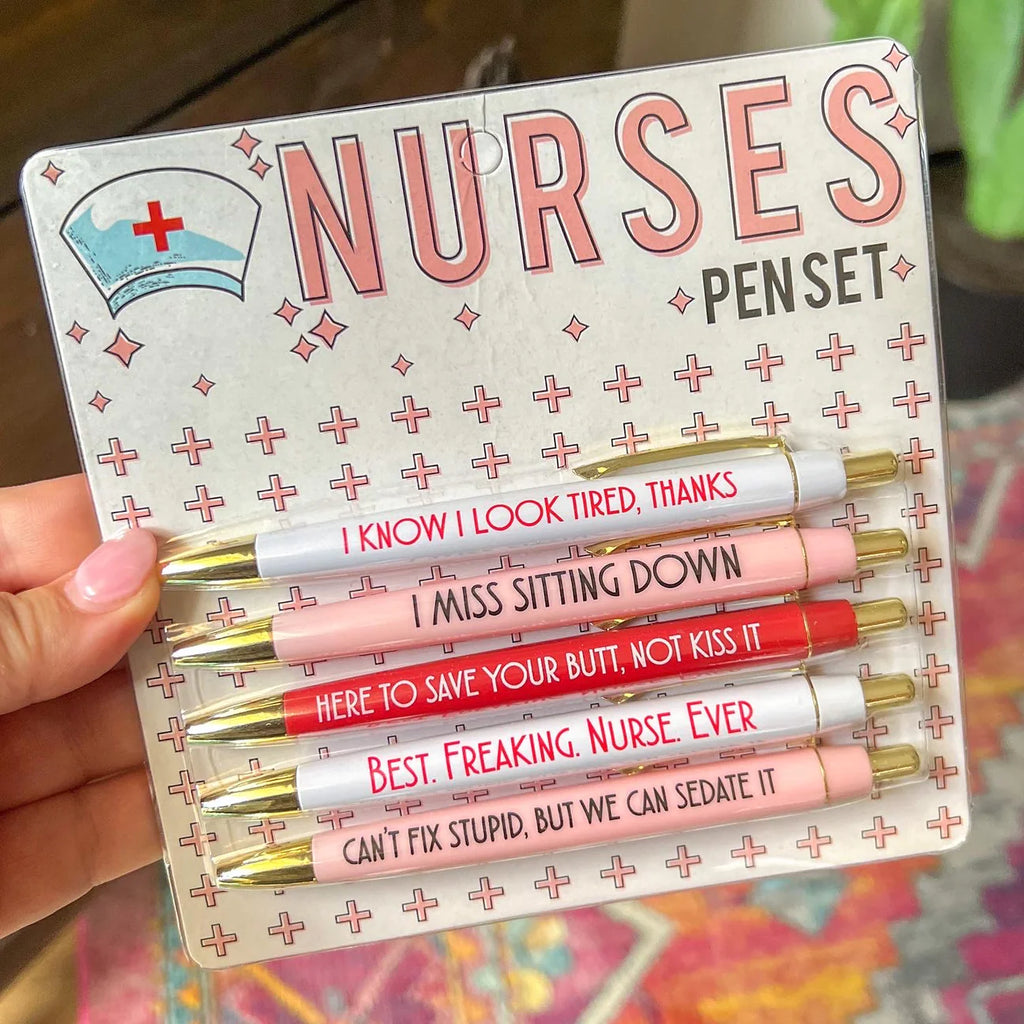 NURSES
PEN SET
I KNOW I LOOK TIRED, THANKS
I MISS SITTING DOWN
HERE TO SAVE YOUR BUTT, NOT KISS IT
BEST. FREAKING. NURSE. EVER
CAN'T FIX STUPID, BUT WE CAN SEDATE IT